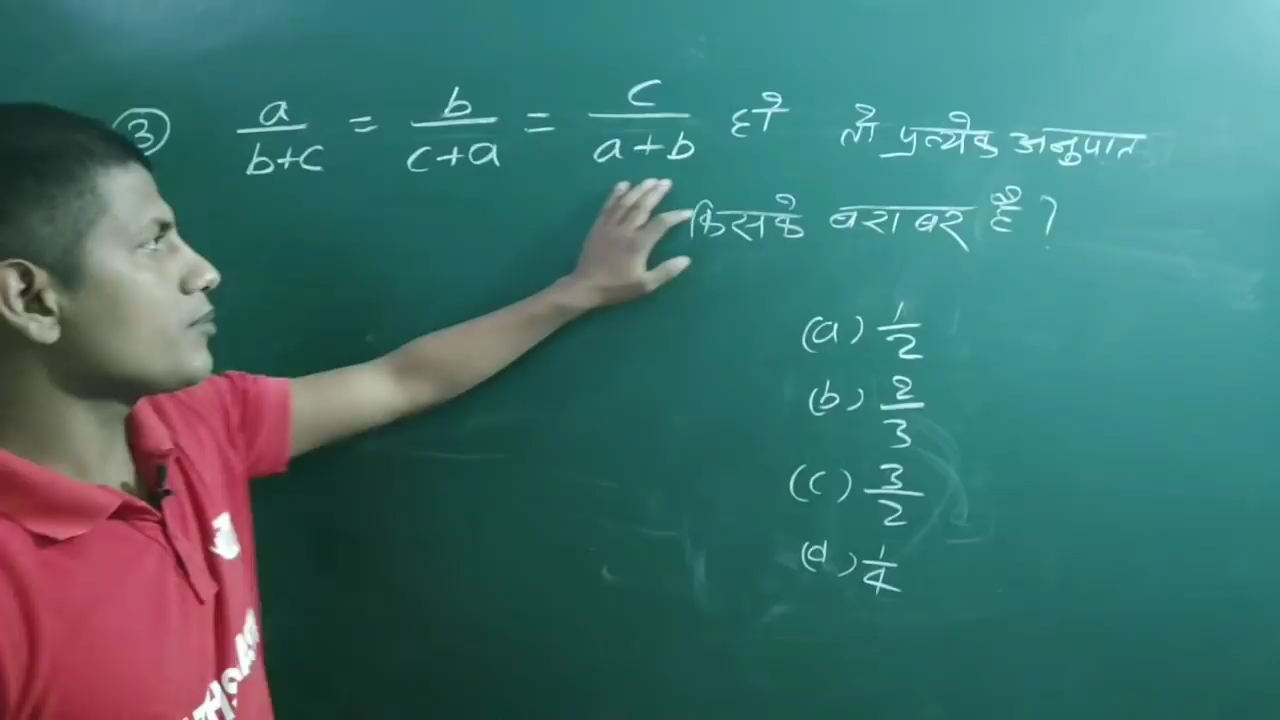 ③ a/b+c = b/c+a = c/a+b हो तो प्रत्येक अनुपात
किसके बराबर है ?
(a) 1/2
(b) 2/3
(c) 3/2
(d) 1/4